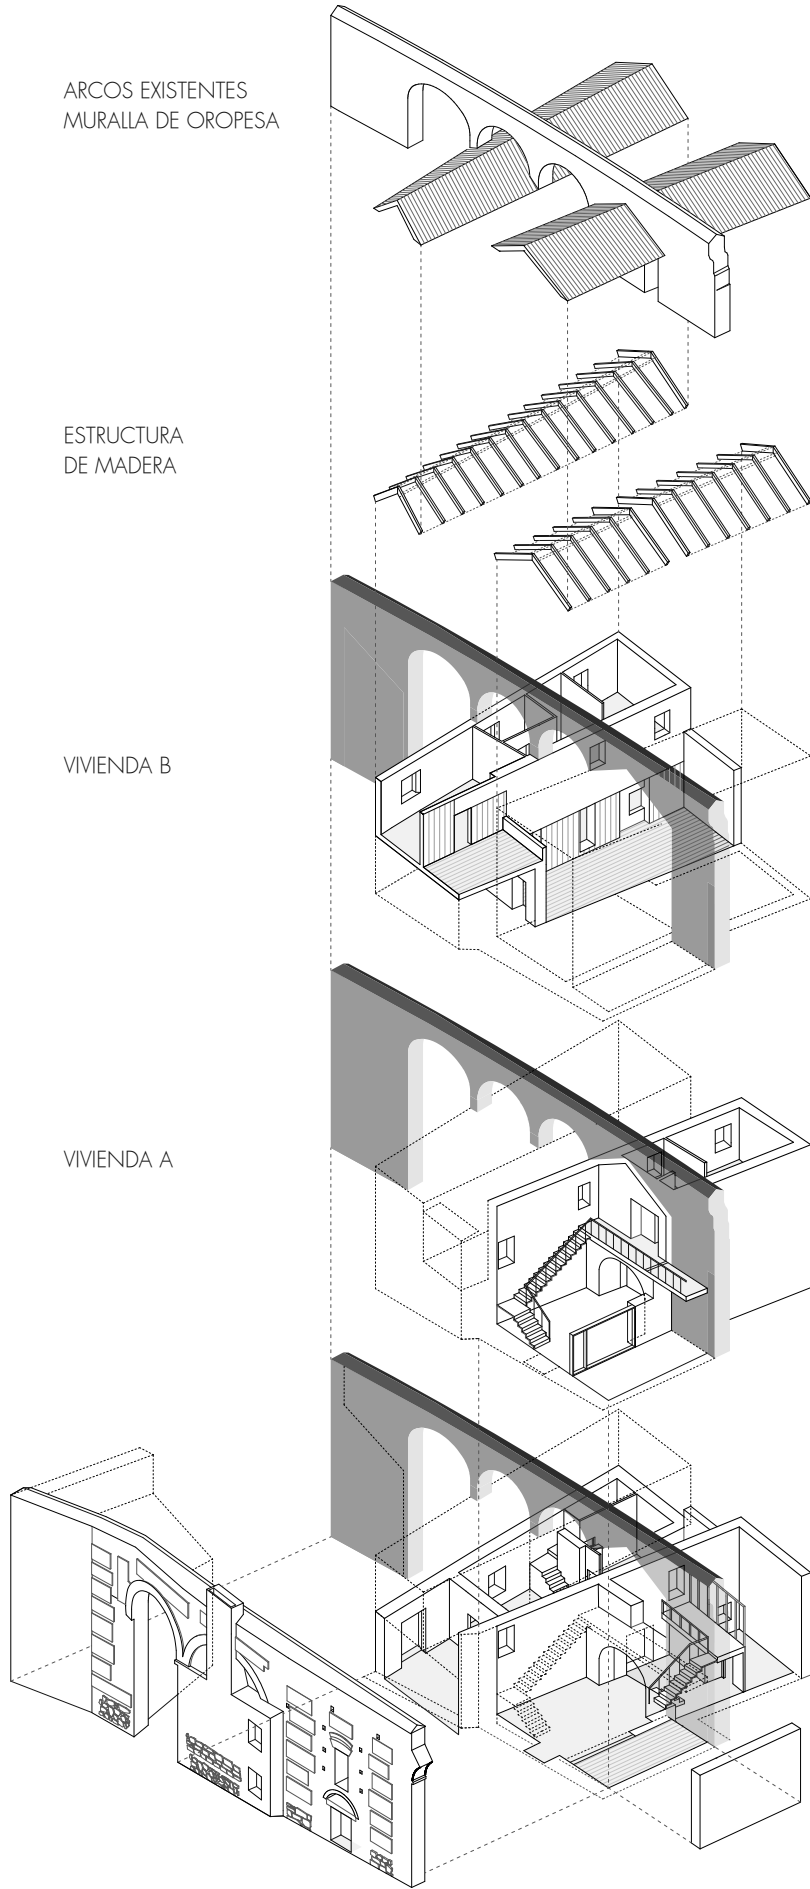 ARCOS EXISTENTES
MURALLA DE OROPESA
ESTRUCTURA
DE MADERA
VIVIENDA B
VIVIENDA A